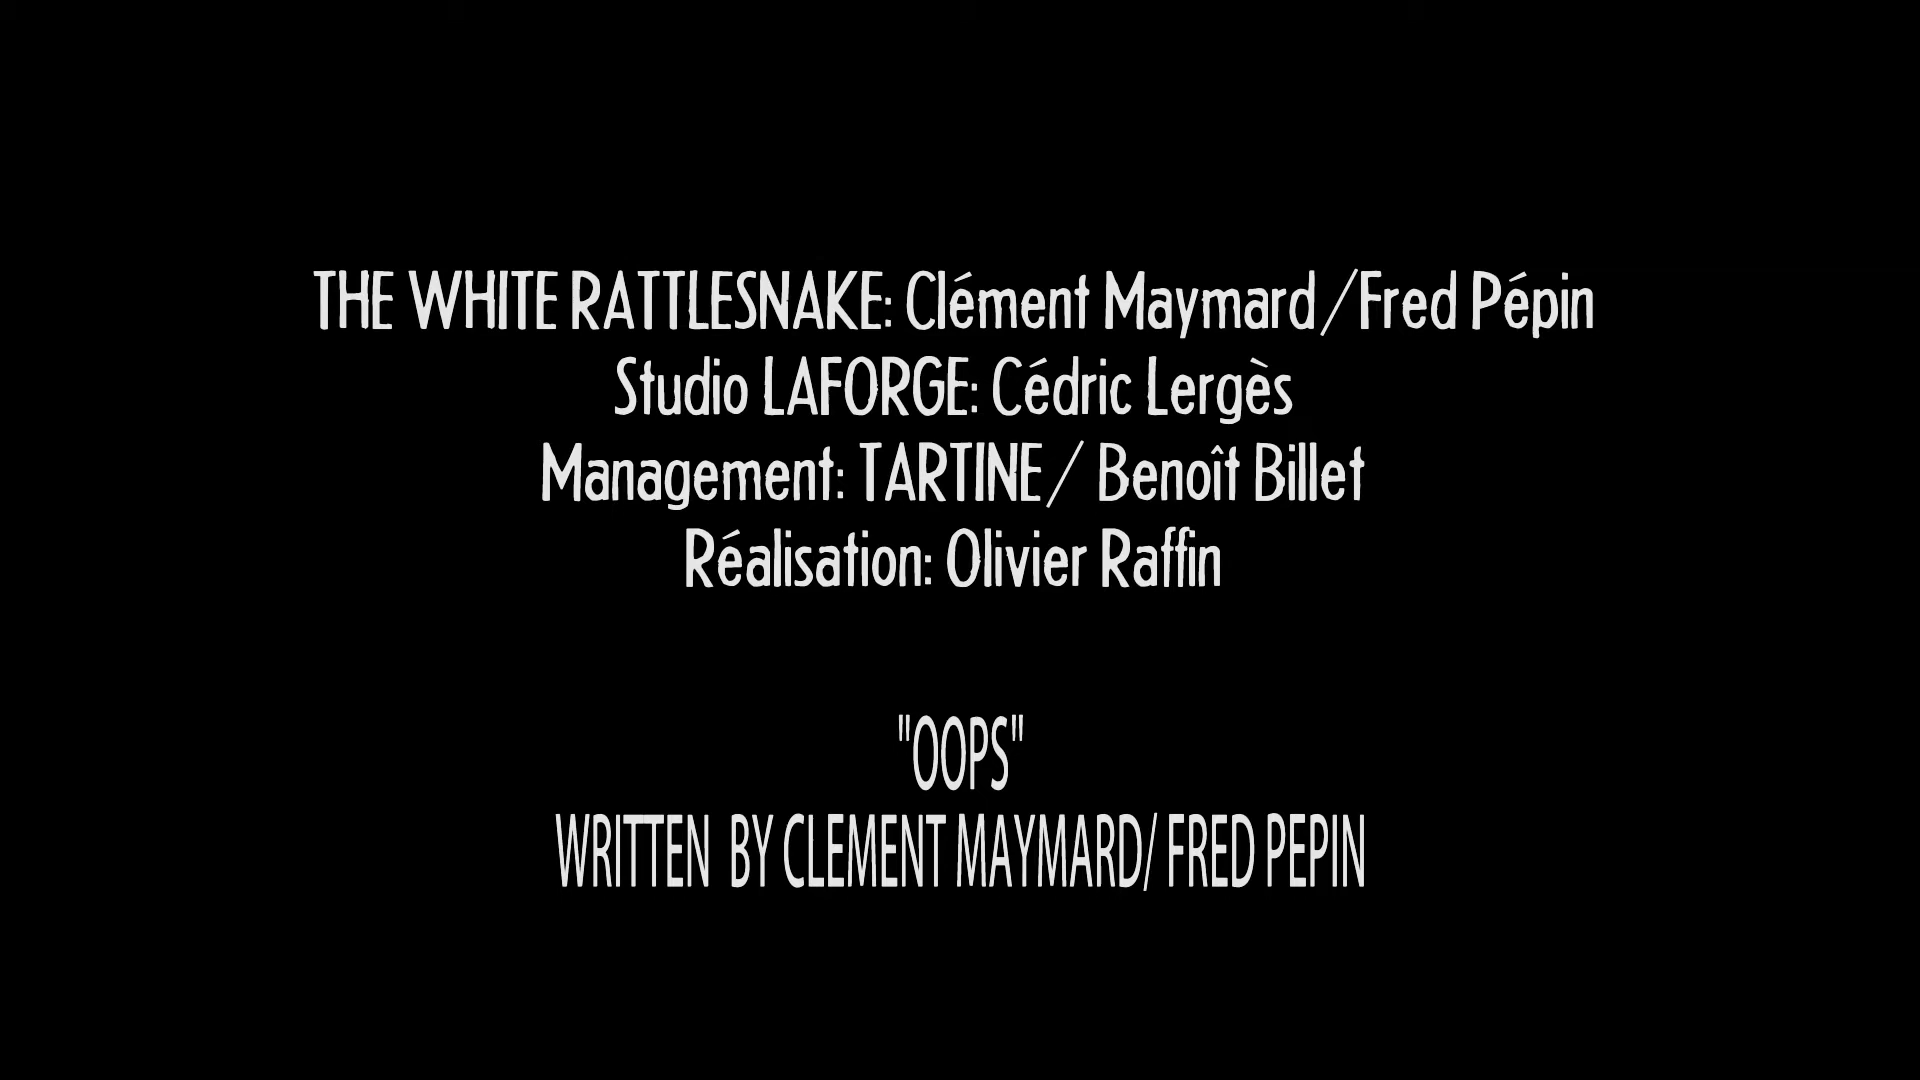 THE WHITE RATTLESNAKE: Clément Maymard/Fred Pépin
Studio LAFORGE: Cédric Lergès
Management: TARTINE/ Benoît Billet
Réalisation: Olivier Raffin
"OOPS"
WRITTEN BY CLEMENT MAYMARD/ FRED PEPIN